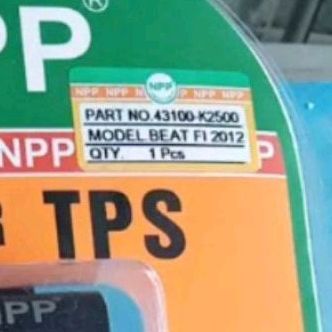 PP®
NPP NPP NPP NPP NPP NPP
PART NO.43100-K2500
MODEL BEAT FI 2012
QTY. 1 Pcs
NPP P
R TPS
NPP